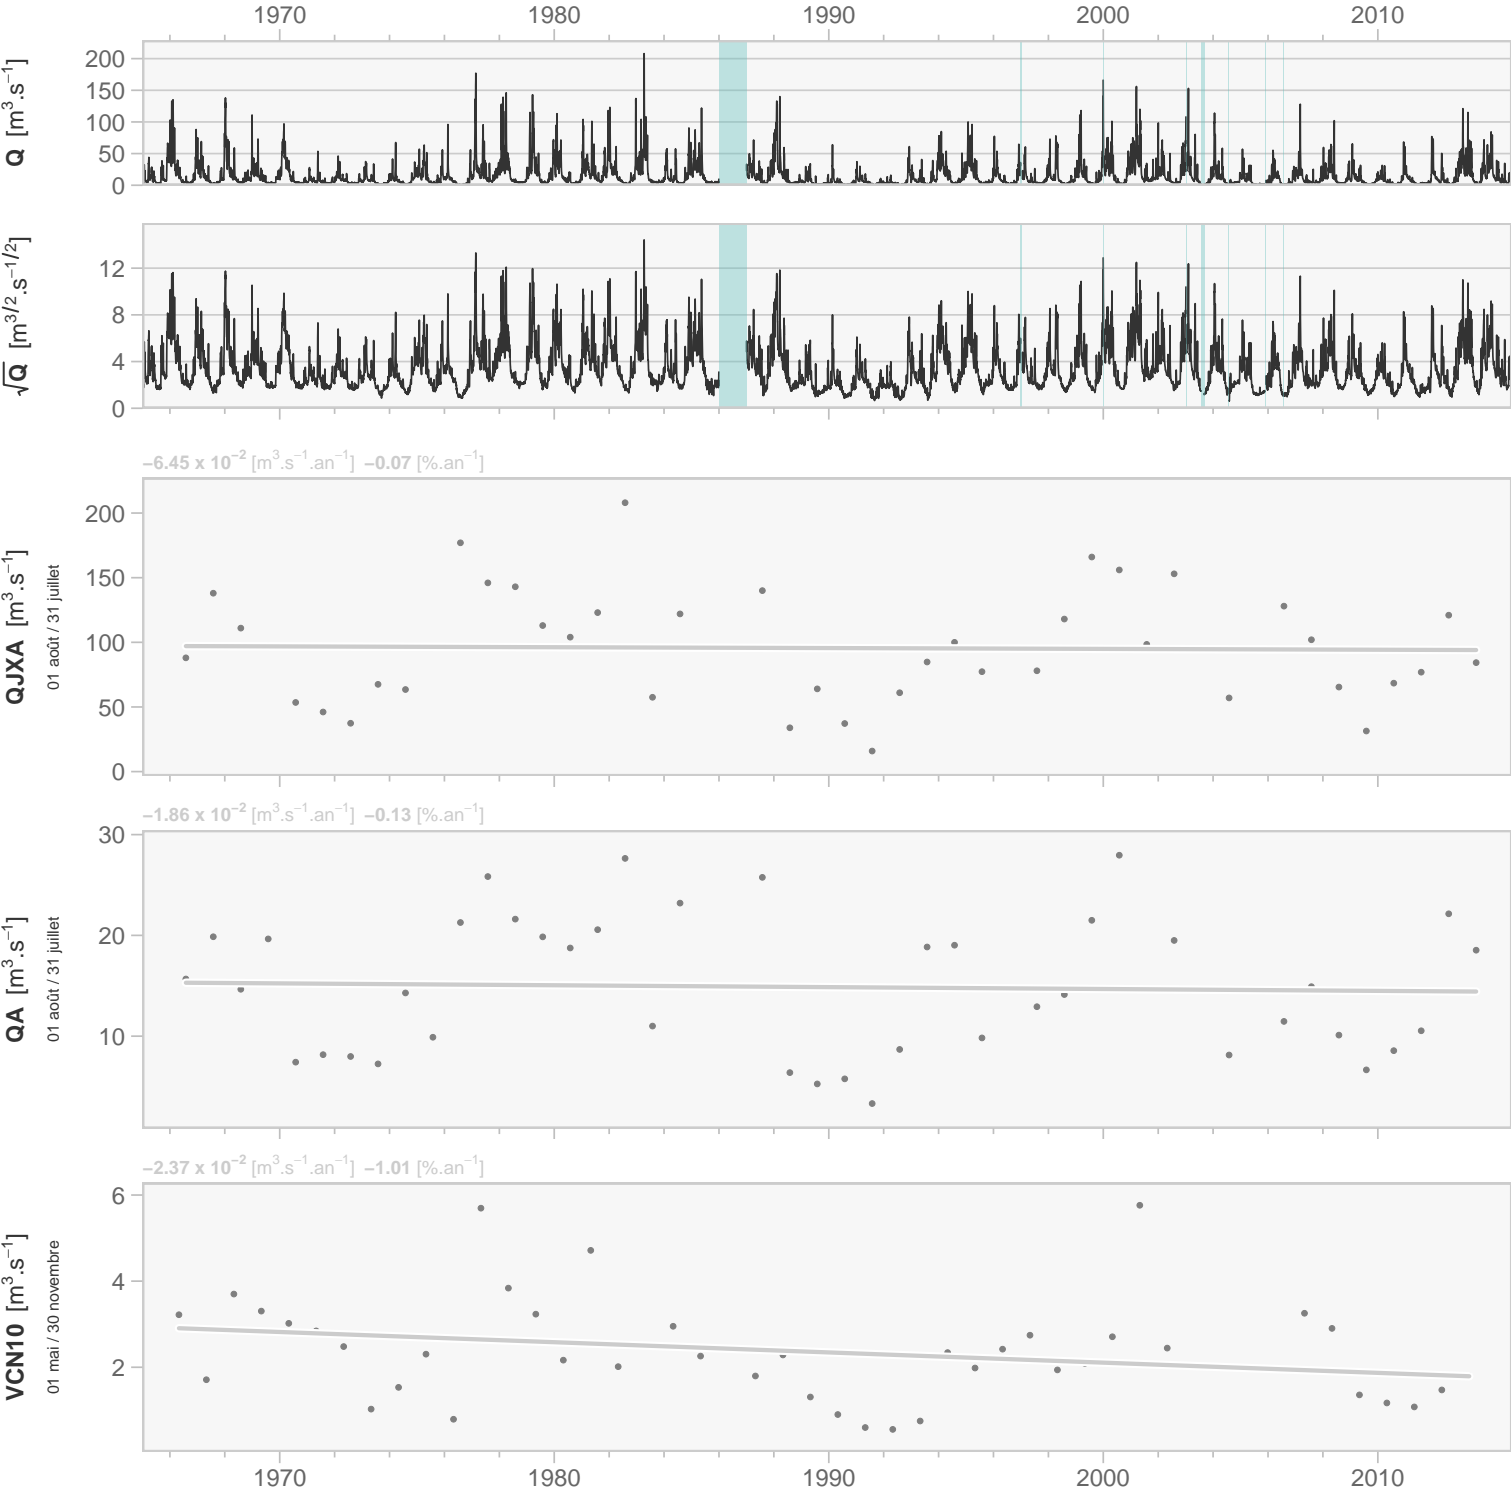 1970 1980 1990 2000 2010
Q [m³.s⁻¹]
200
150
100
50
0
√Q [m³ᐟ².s⁻¹ᐟ²]
12
8
4
0
−6.45 x 10⁻² [m³.s⁻¹.an⁻¹] −0.07 [%.an⁻¹]
QJXA [m³.s⁻¹]
01 août / 31 juillet
200
150
100
50
0
−1.86 x 10⁻² [m³.s⁻¹.an⁻¹] −0.13 [%.an⁻¹]
QA [m³.s⁻¹]
01 août / 31 juillet
30
20
10
−2.37 x 10⁻² [m³.s⁻¹.an⁻¹] −1.01 [%.an⁻¹]
VCN10 [m³.s⁻¹]
01 mai / 30 novembre
6
4
2
1970 1980 1990 2000 2010